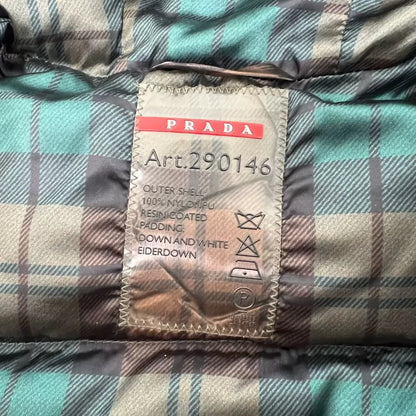 PRADA
Art.290146
OUTER SHELL
100% NYLON/PU
RESIN COATED
PADDING:
DOWN AND WHITE
EIDERDOWN
P